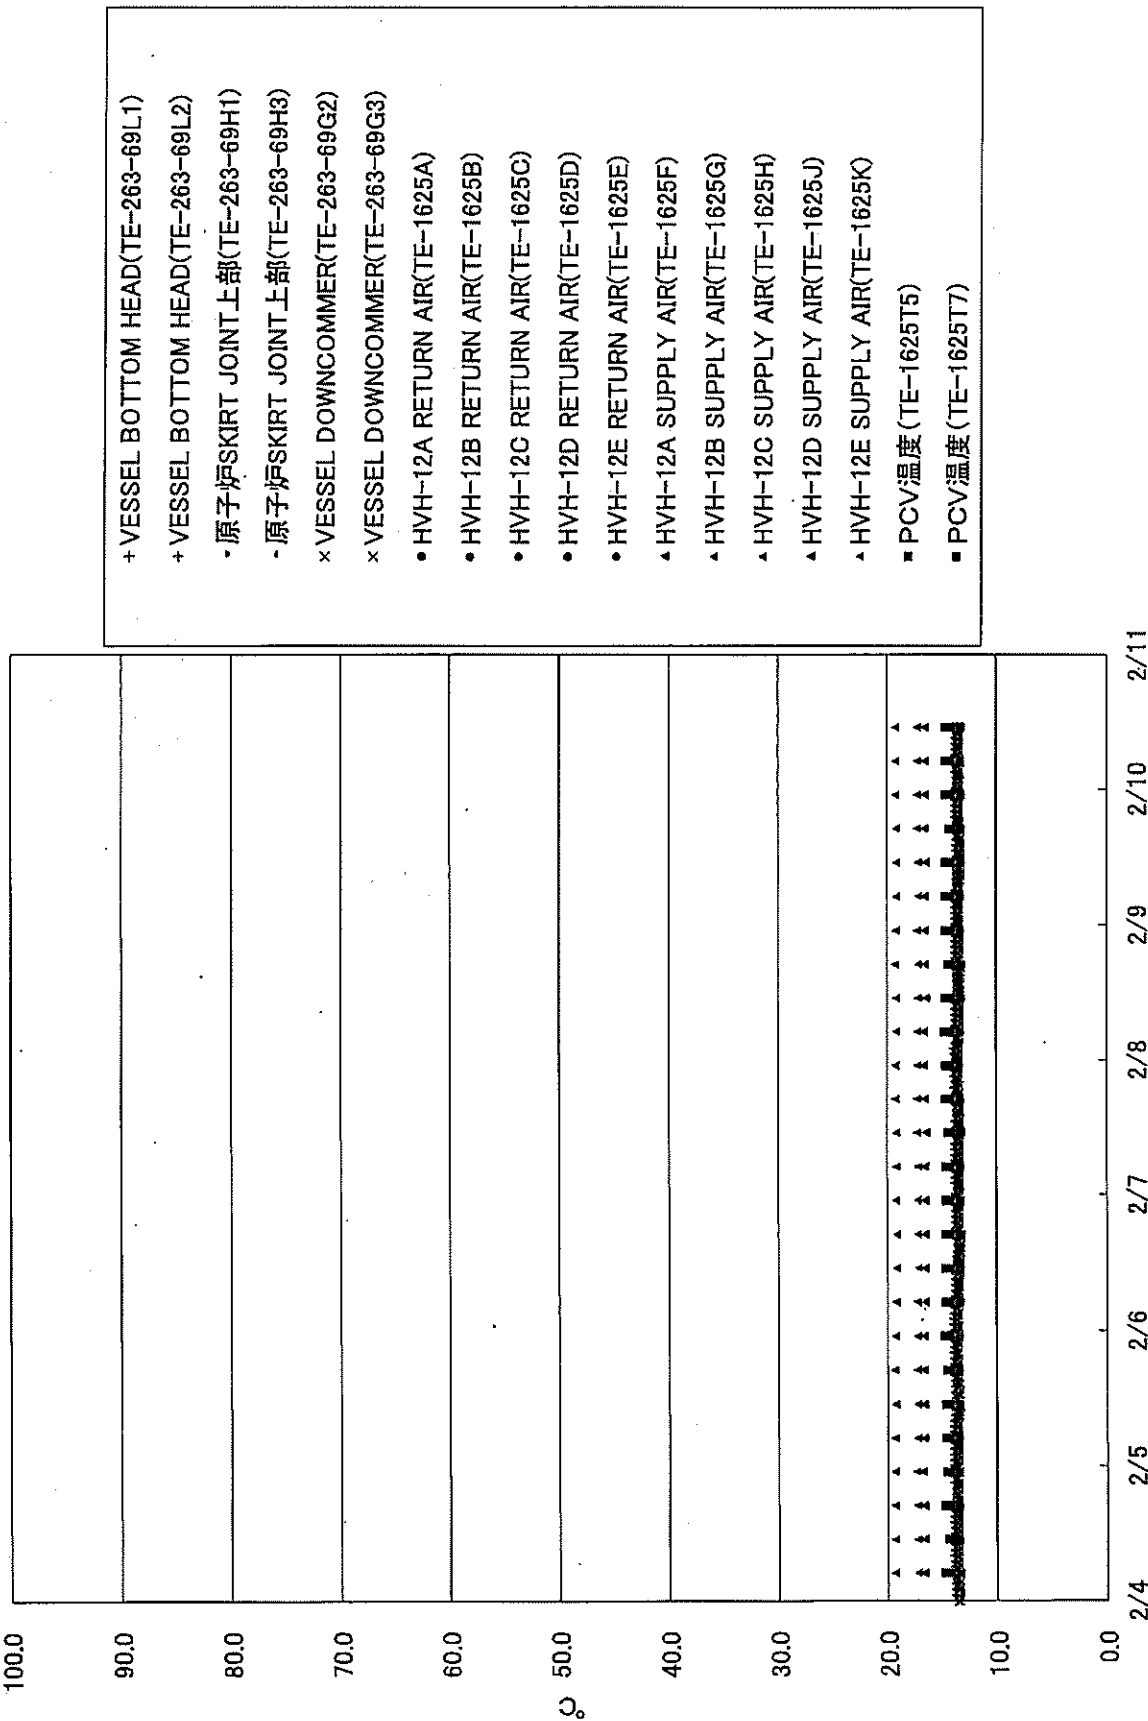 100.0
90.0
80.0
70.0
60.0
50.0
40.0
30.0
20.0
10.0
0.0
℃
2/4
2/5
2/6
2/7
2/8
2/9
2/10
2/11
+ VESSEL BOTTOM HEAD(TE-263-69L1)
+ VESSEL BOTTOM HEAD(TE-263-69L2)
- 原子炉SKIRT JOINT上部(TE-263-69H1)
- 原子炉SKIRT JOINT上部(TE-263-69H3)
× VESSEL DOWNCOMMER(TE-263-69G2)
× VESSEL DOWNCOMMER(TE-263-69G3)
● HVH-12A RETURN AIR(TE-1625A)
● HVH-12B RETURN AIR(TE-1625B)
● HVH-12C RETURN AIR(TE-1625C)
● HVH-12D RETURN AIR(TE-1625D)
● HVH-12E RETURN AIR(TE-1625E)
▲ HVH-12A SUPPLY AIR(TE-1625F)
▲ HVH-12B SUPPLY AIR(TE-1625G)
▲ HVH-12C SUPPLY AIR(TE-1625H)
▲ HVH-12D SUPPLY AIR(TE-1625J)
▲ HVH-12E SUPPLY AIR(TE-1625K)
■ PCV温度(TE-1625T5)
■ PCV温度(TE-1625T7)